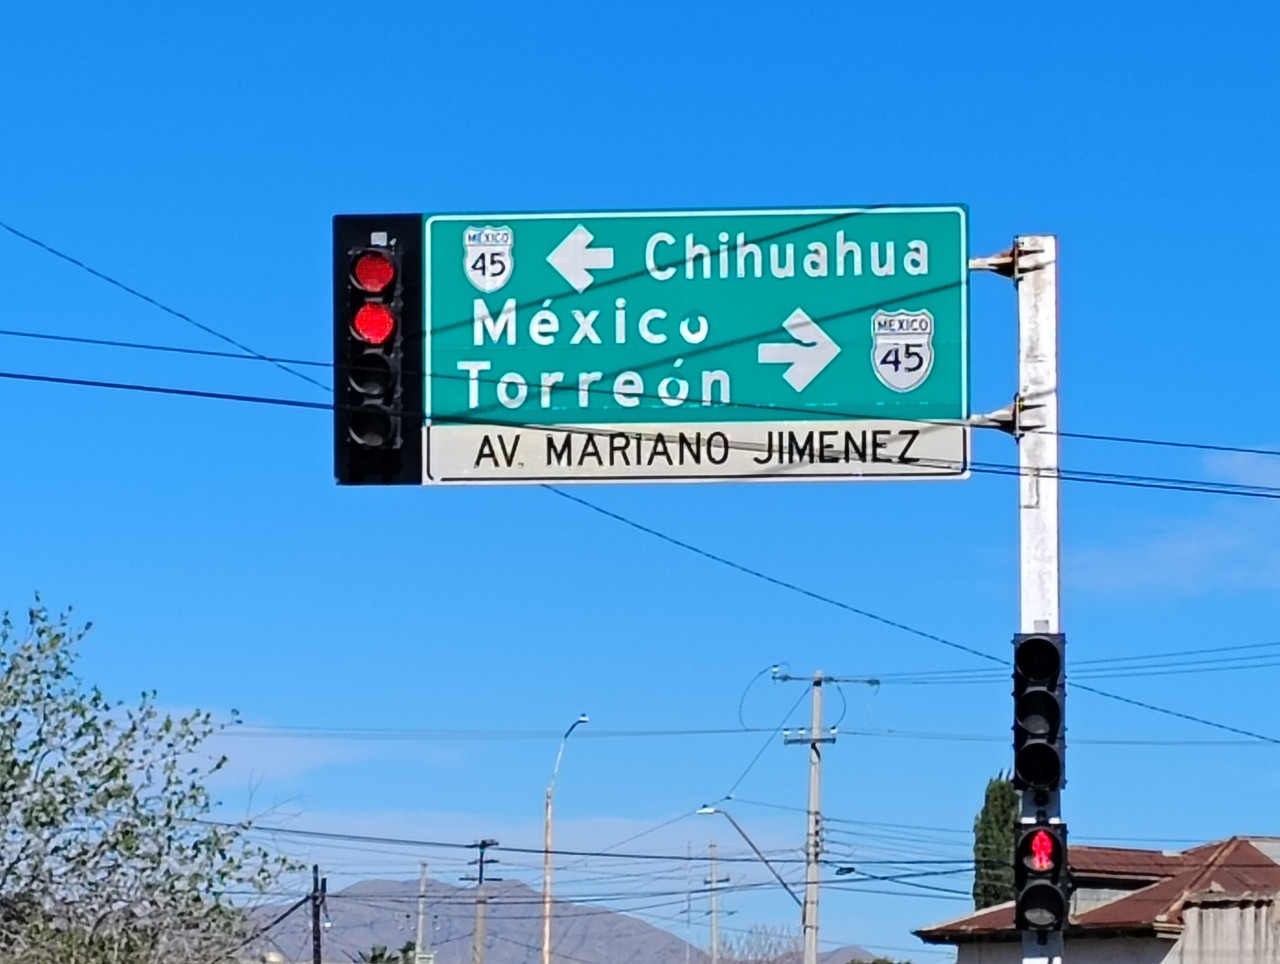 MEXICO
45
Chihuahua
México
Torreón
MEXICO
45
AV. MARIANO JIMENEZ